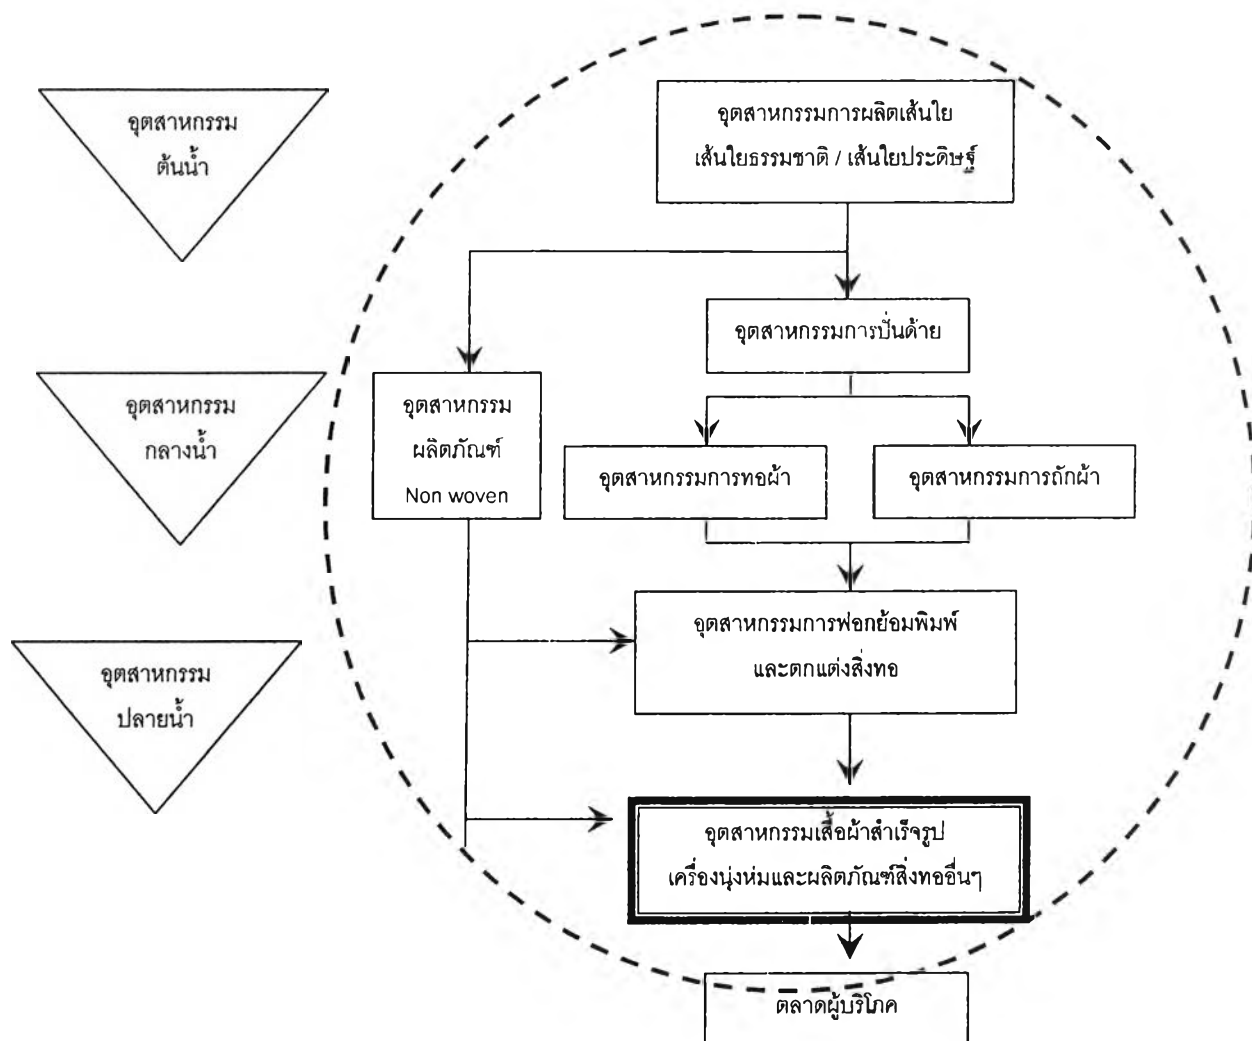 อุตสาหกรรม
ต้นน้ำ
อุตสาหกรรมการผลิตเส้นใย
เส้นใยธรรมชาติ / เส้นใยประดิษฐ์
อุตสาหกรรมการปั่นด้าย
อุตสาหกรรม
กลางน้ำ
อุตสาหกรรม
ผลิตภัณฑ์
Non woven
อุตสาหกรรมการทอผ้า
อุตสาหกรรมการถักผ้า
อุตสาหกรรม
ปลายน้ำ
อุตสาหกรรมการฟอกย้อมพิมพ์
และตกแต่งสิ่งทอ
อุตสาหกรรมเสื้อผ้าสำเร็จรูป
เครื่องนุ่งห่มและผลิตภัณฑ์สิ่งทออื่นๆ
ตลาดผู้บริโภค